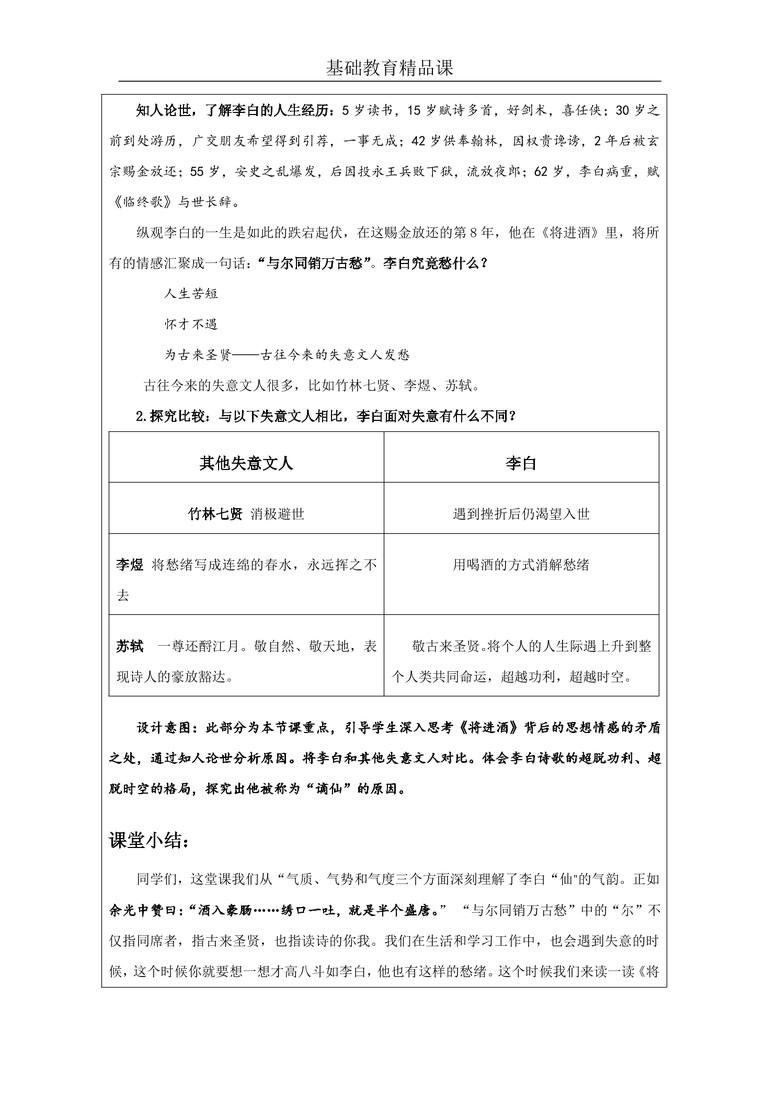 基础教育精品课
知人论世，了解李白的人生经历：5 岁读书，15 岁赋诗多首，好剑术，喜任侠；30 岁之
前到处游历，广交朋友希望得到引荐，一事无成；42 岁供奉翰林，因权贵谗谤，2 年后被玄
宗赐金放还；55 岁，安史之乱爆发，后因投永王兵败下狱，流放夜郎；62 岁，李白病重，赋
《临终歌》与世长辞。
纵观李白的一生是如此的跌宕起伏，在这赐金放还的第 8 年，他在《将进酒》里，将所
有的情感汇聚成一句话：“与尔同销万古愁”。李白究竟愁什么？
人生苦短
怀才不遇
为古来圣贤——古往今来的失意文人发愁
古往今来的失意文人很多，比如竹林七贤、李煜、苏轼。
2.探究比较：与以下失意文人相比，李白面对失意有什么不同？
其他失意文人 李白
竹林七贤 消极避世 遇到挫折后仍渴望入世
李煜 将愁绪写成连绵的春水，永远挥之不 用喝酒的方式消解愁绪
去
苏轼 一尊还酹江月。敬自然、敬天地，表 敬古来圣贤。将个人的人生际遇上升到整
现诗人的豪放豁达。 个人类共同命运，超越功利，超越时空。
设计意图：此部分为本节课重点，引导学生深入思考《将进酒》背后的思想情感的矛盾
之处，通过知人论世分析原因。将李白和其他失意文人对比。体会李白诗歌的超脱功利、超
脱时空的格局，探究出他被称为“谪仙”的原因。
课堂小结：
同学们，这堂课我们从“气质、气势和气度三个方面深刻理解了李白“仙"的气韵。正如
余光中赞曰：“酒入豪肠……绣口一吐，就是半个盛唐。” “与尔同销万古愁”中的“尔”不
仅指同席者，指古来圣贤，也指读诗的你我。我们在生活和学习工作中，也会遇到失意的时
候，这个时候你就要想一想才高八斗如李白，他也有这样的愁绪。这个时候我们来读一读《将